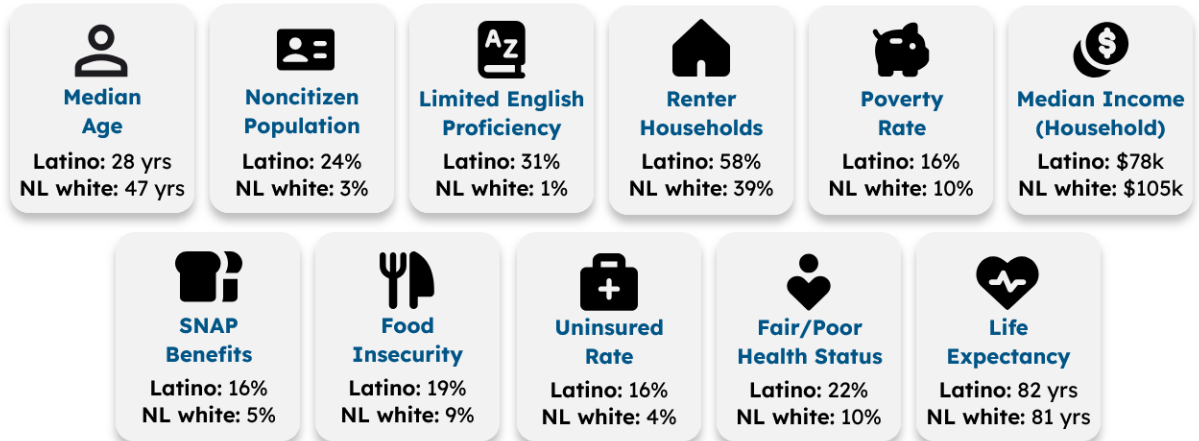 Median
Age
Latino: 28 yrs
NL white: 47 yrs
Noncitizen
Population
Latino: 24%
NL white: 3%
A Z
Limited English
Proficiency
Latino: 31%
NL white: 1%
Renter
Households
Latino: 58%
NL white: 39%
Poverty
Rate
Latino: 16%
NL white: 10%
$
Median Income
(Household)
Latino: $78k
NL white: $105k
SNAP
Benefits
Latino: 16%
NL white: 5%
Food
Insecurity
Latino: 19%
NL white: 9%
Uninsured
Rate
Latino: 16%
NL white: 4%
Fair/Poor
Health Status
Latino: 22%
NL white: 10%
Life
Expectancy
Latino: 82 yrs
NL white: 81 yrs